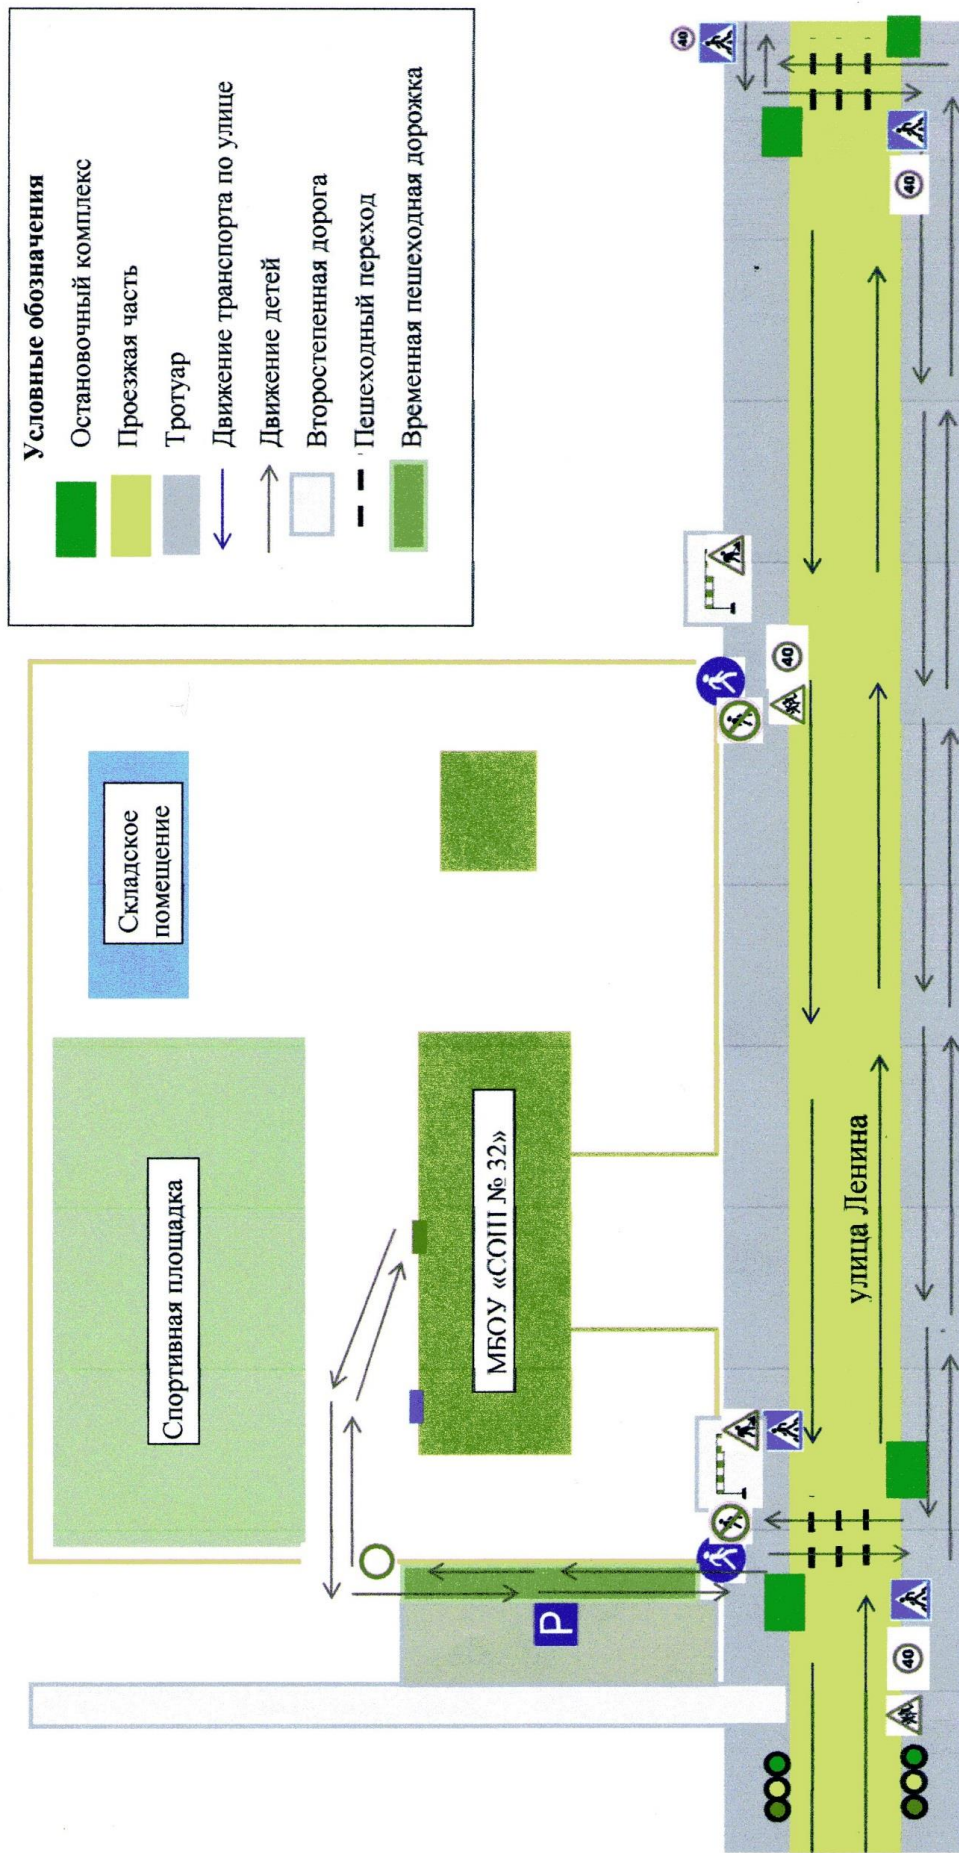 Условные обозначения
Остановочный комплекс
Проезжая часть
Тротуар
Движение транспорта по улице
Движение детей
Второстепенная дорога
Пешеходный переход
Временная пешеходная дорожка
Складское
помещение
Спортивная площадка
МБОУ «СОШ № 32»
P
улица Ленина
40
40
40
40